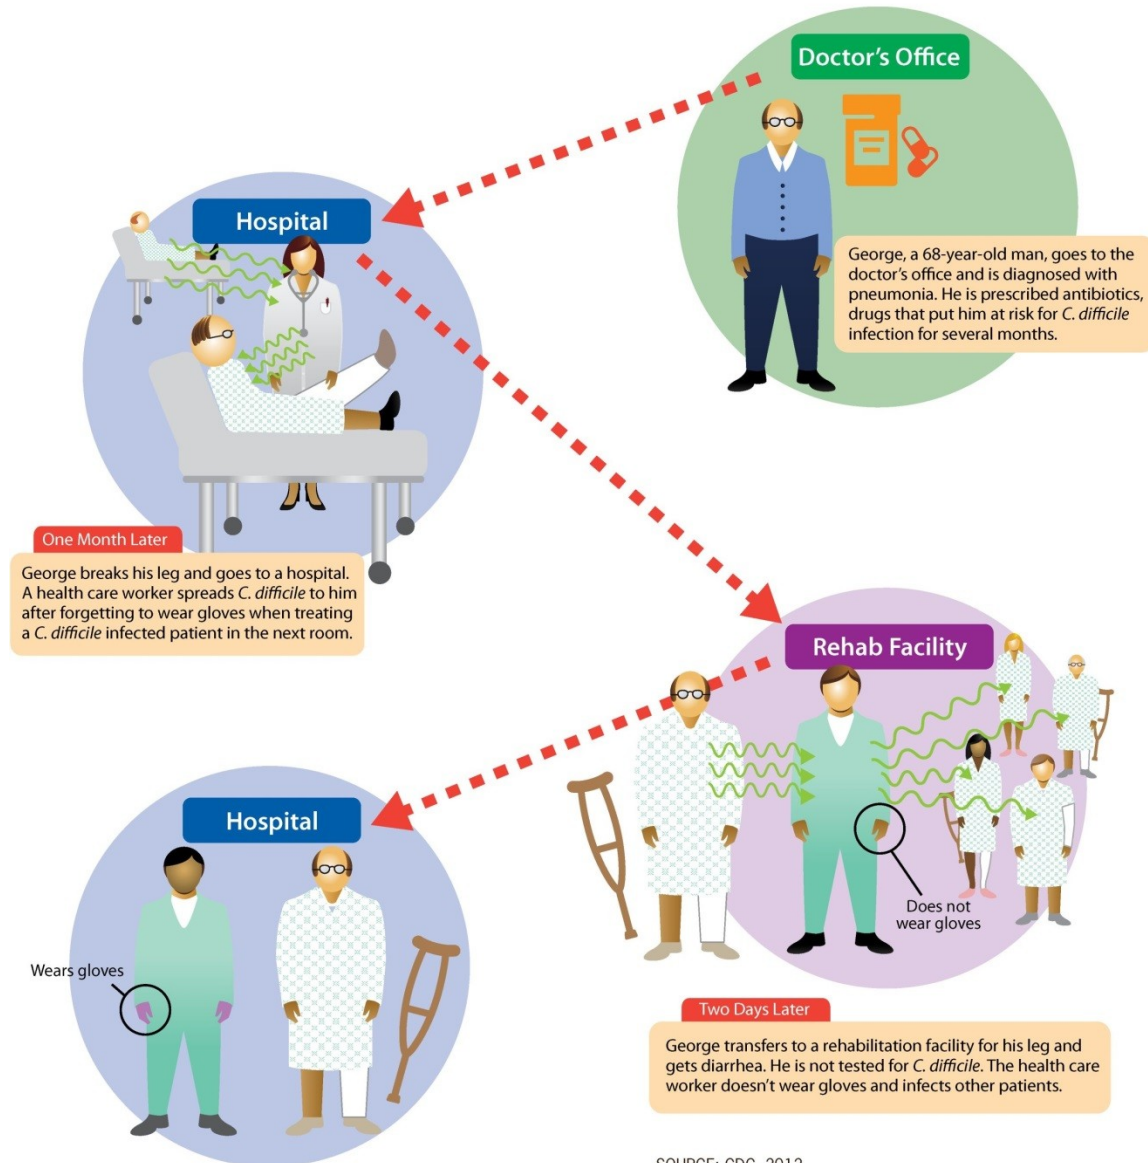 Doctor's Office
George, a 68-year-old man, goes to the
doctor's office and is diagnosed with
pneumonia. He is prescribed antibiotics,
drugs that put him at risk for C. difficile
infection for several months.
Hospital
One Month Later
George breaks his leg and goes to a hospital.
A health care worker spreads C. difficile to him
after forgetting to wear gloves when treating
a C. difficile infected patient in the next room.
Rehab Facility
Does not
wear gloves
Two Days Later
George transfers to a rehabilitation facility for his leg and
gets diarrhea. He is not tested for C. difficile. The health care
worker doesn't wear gloves and infects other patients.
Hospital
Wears gloves
SOURCE: CDC, 2012